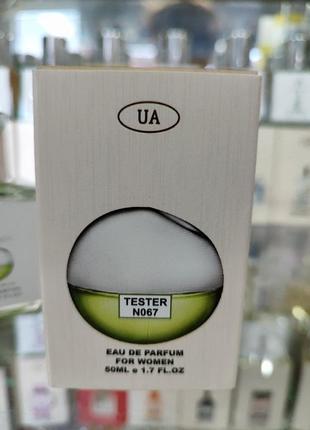 UA
TESTER
N067
EAU DE PARFUM
FOR WOMEN
50ML e 1.7 FL.OZ